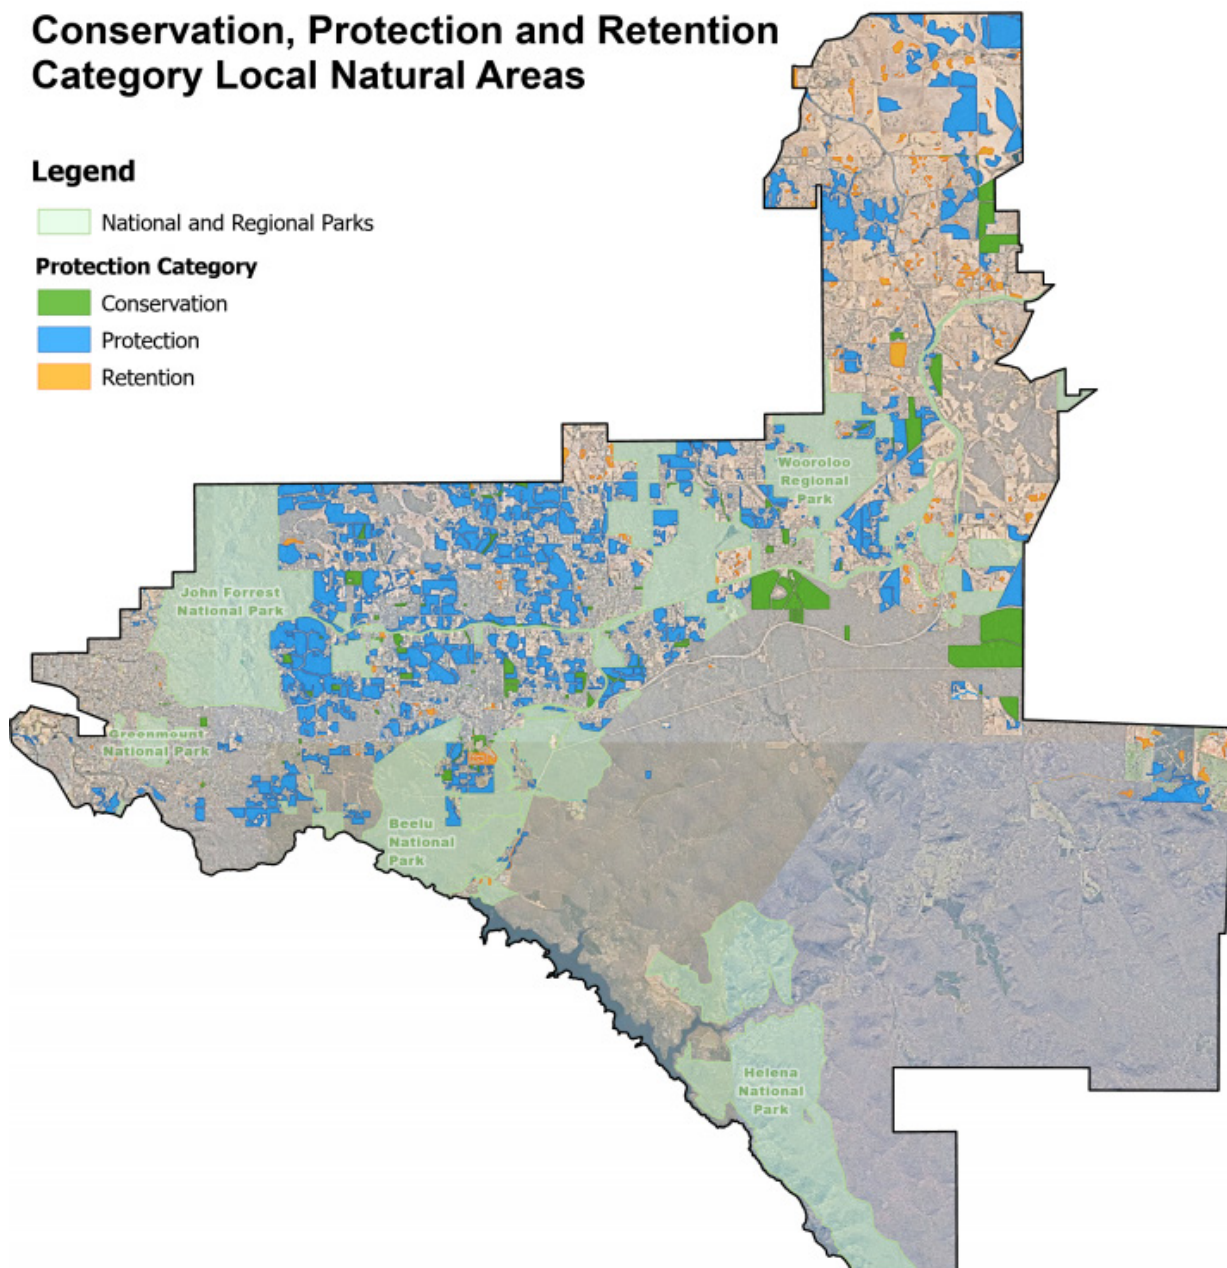 Conservation, Protection and Retention
Category Local Natural Areas
Legend
National and Regional Parks
Protection Category
Conservation
Protection
Retention
Wooroloo
Regional
Park
John Forrest
National Park
Greenmount
National Park
Beelu
National
Park
Helena
National
Park